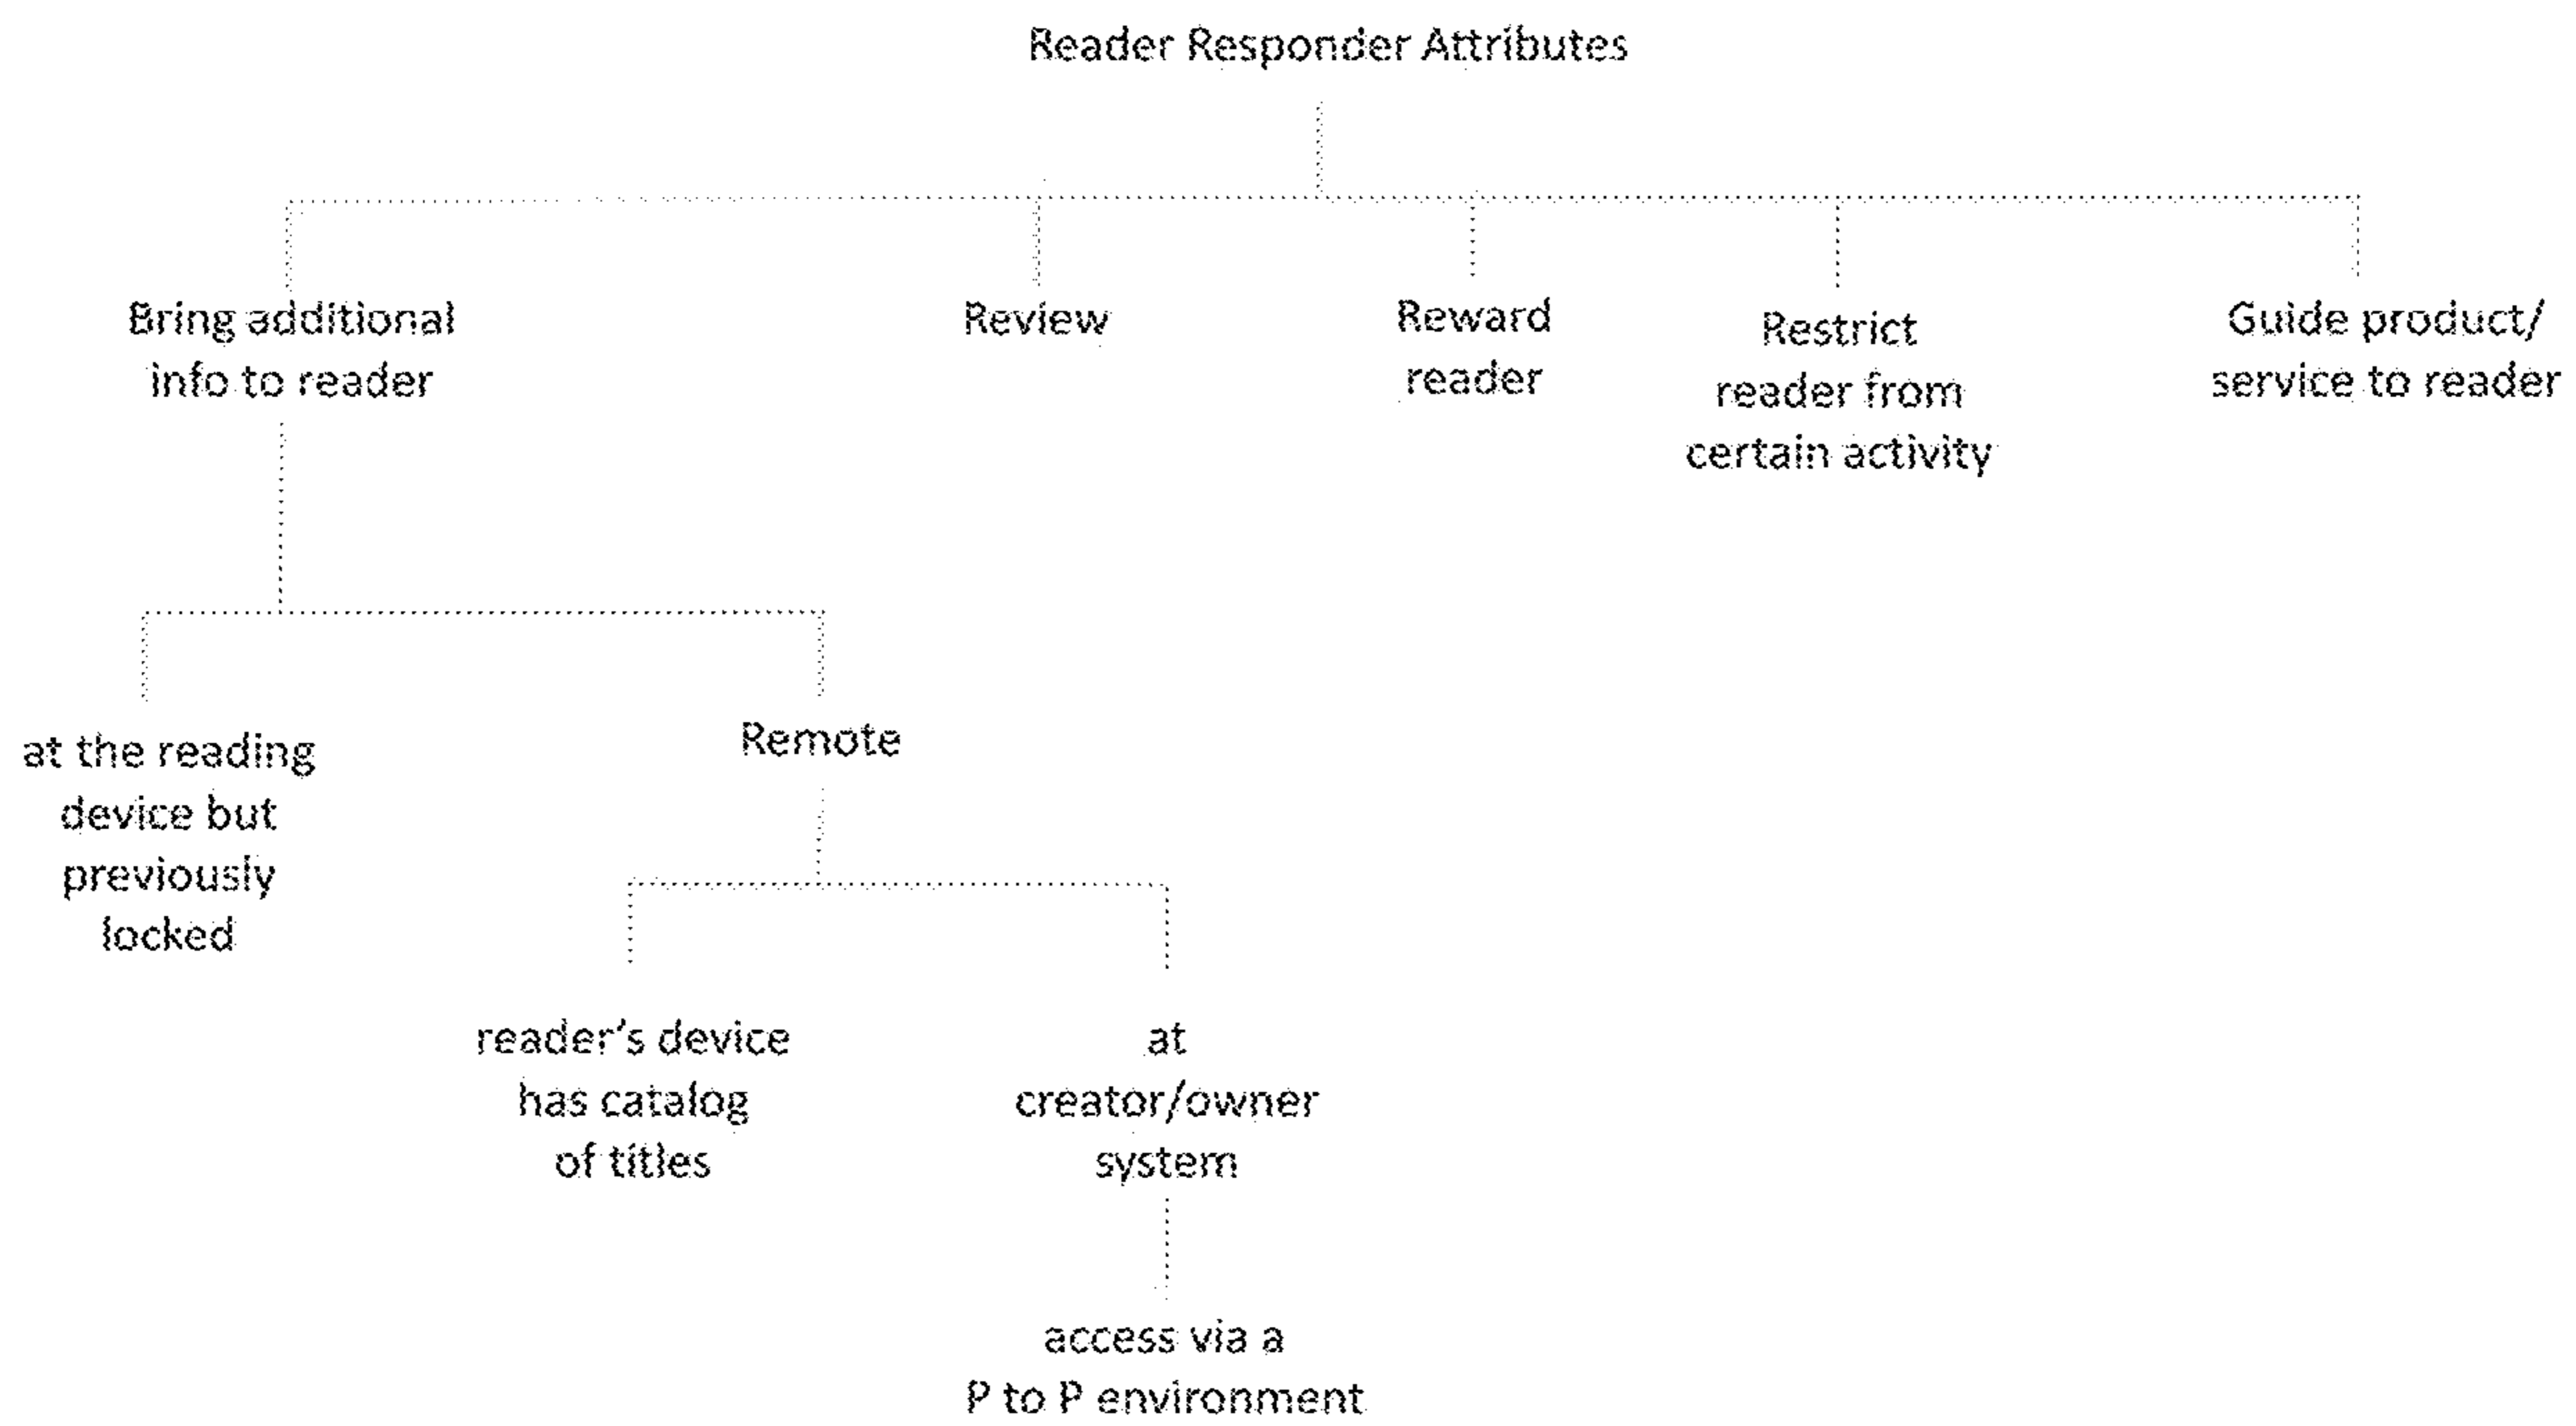 Reader Responder Attributes
Bring additional
info to reader
Review
Reward
reader
Restrict
reader from
certain activity
Guide product/
service to reader
at the reading
device but
previously
locked
Remote
reader's device
has catalog
of titles
at
creator/owner
system
access via a
P to P environment